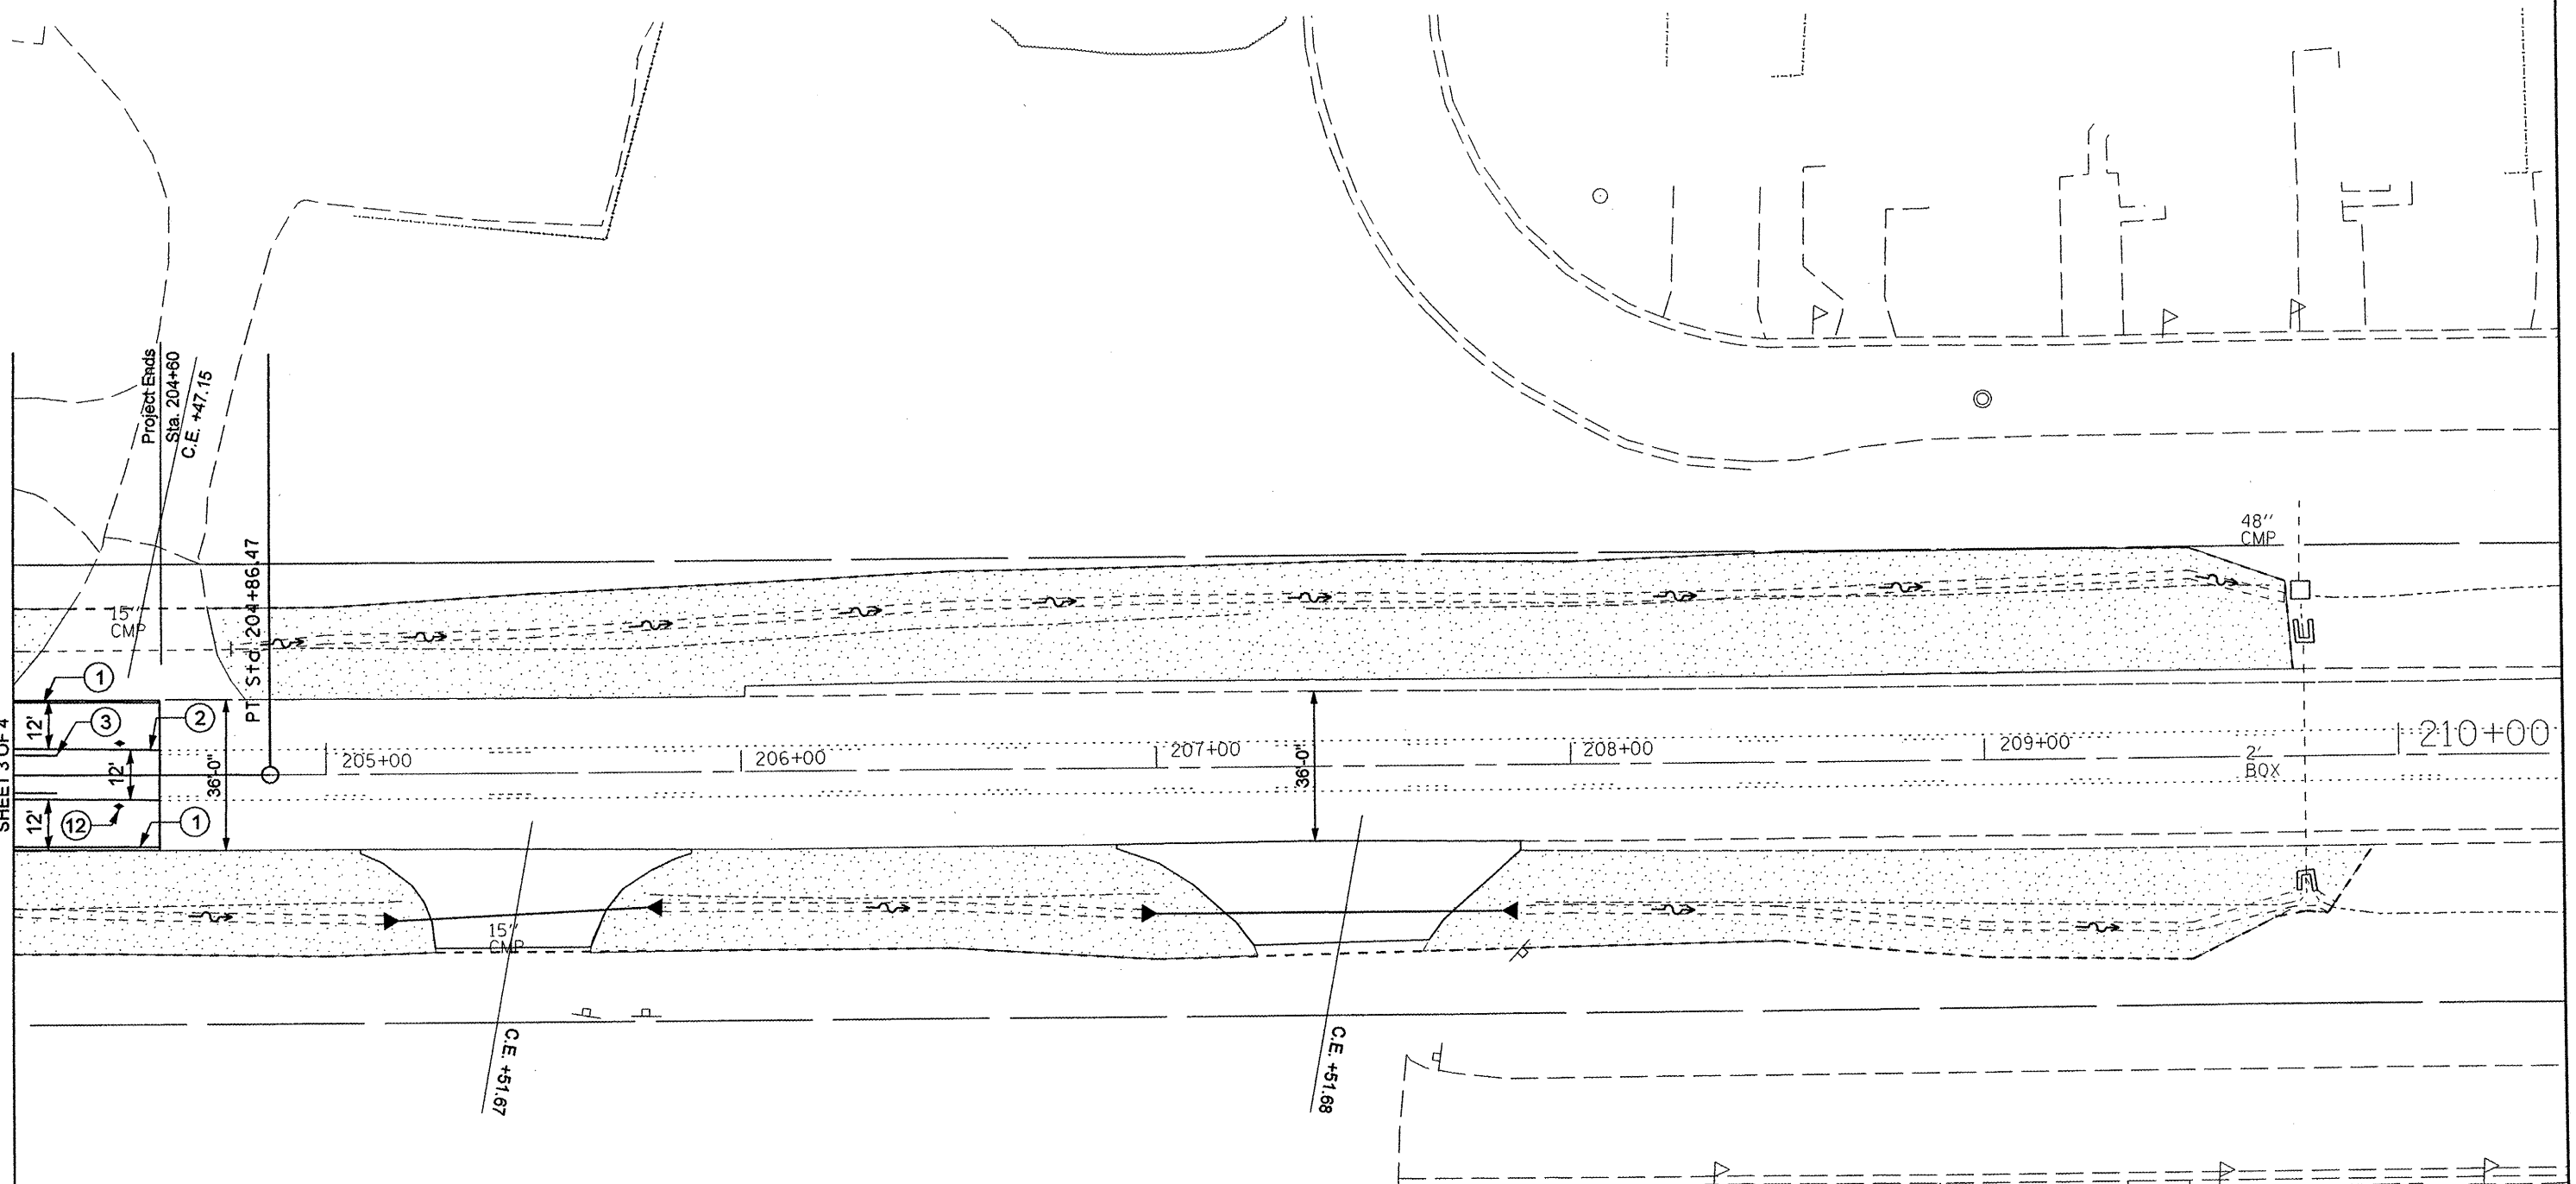 48"
CMP
Project Ends
Sta. 204+60
C.E. +47.15
PT Sta. 204+86.47
15"
CMP
1
12'
3
2
12'
36'-0"
12'
12
1
SHEET 3 OF 4
205+00
206+00
207+00
208+00
209+00
210+00
36'-0"
2'
BOX
15"
CMP
C.E. +51.67
C.E. +51.68